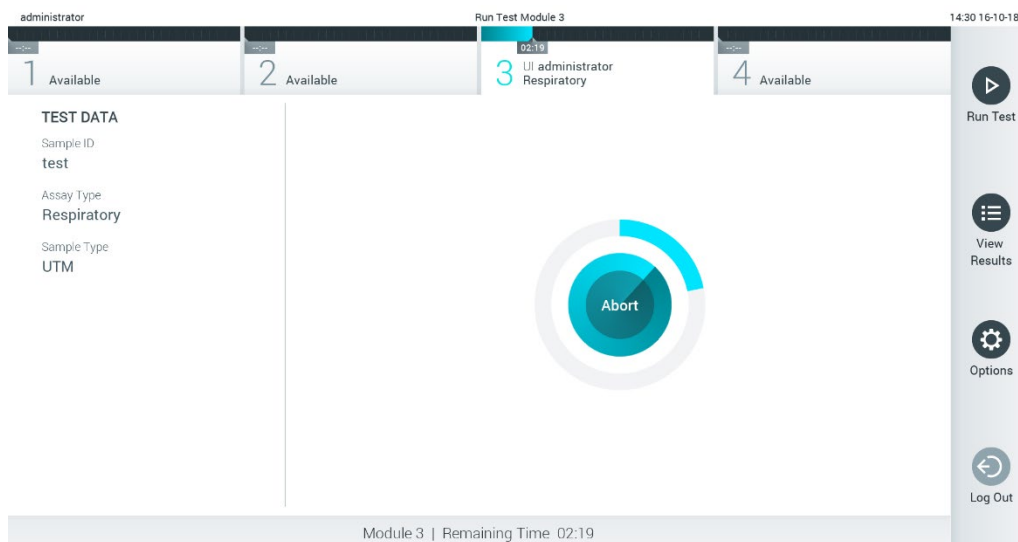 administrator
Run Test Module 3
14:30 16-10-18
--:--
--:--
02:19
--:--
1 Available
2 Available
3 UI administrator
Respiratory
4 Available
Run Test
TEST DATA
Sample ID
test
Assay Type
Respiratory
Sample Type
UTM
Abort
View
Results
Options
Log Out
Module 3 | Remaining Time 02:19